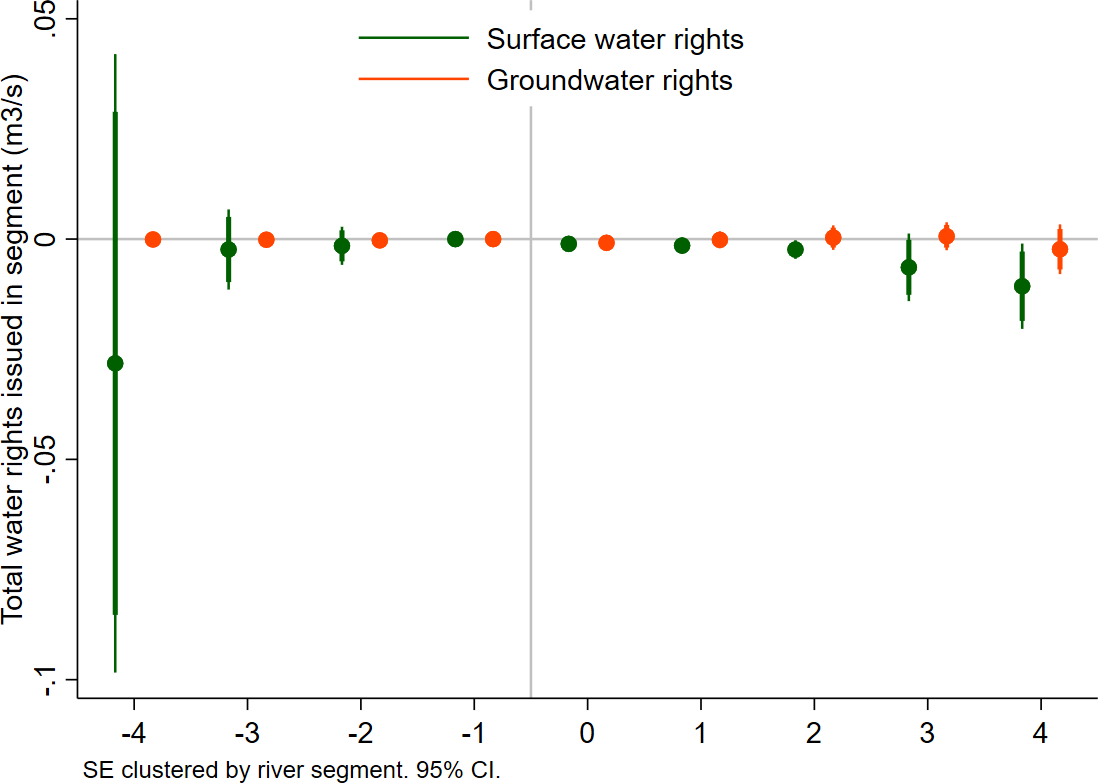 Surface water rights
Groundwater rights
Total water rights issued in segment (m3/s)
.05
0
-.05
-.1
-4 -3 -2 -1 0 1 2 3 4
SE clustered by river segment. 95% CI.